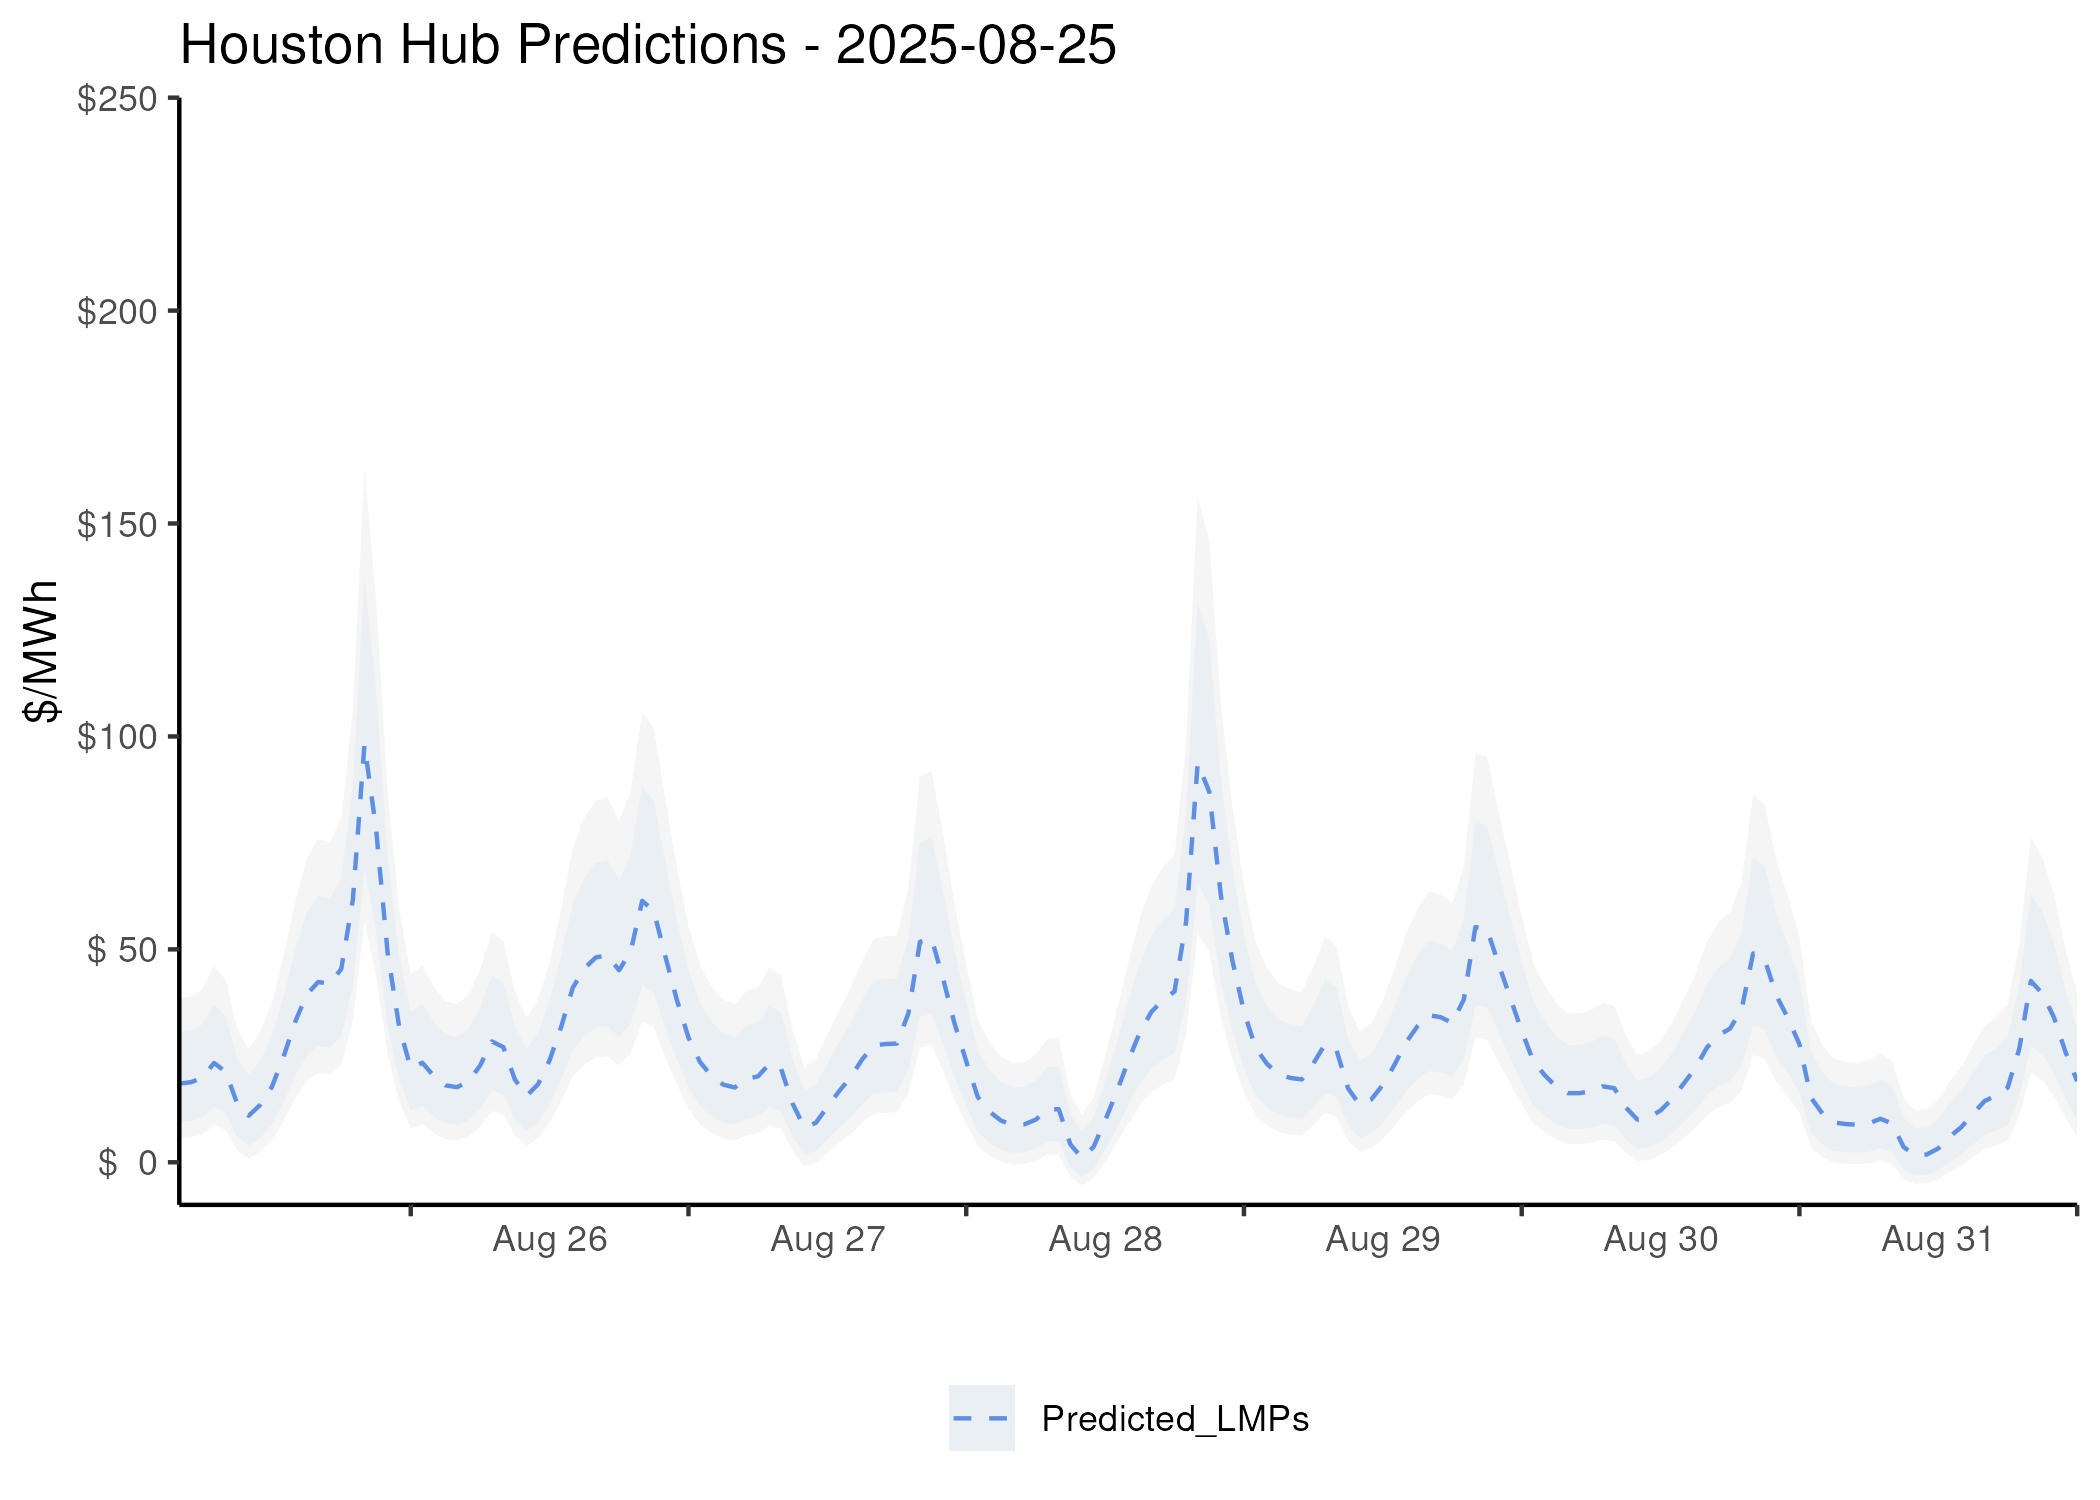 Houston Hub Predictions - 2025-08-25
$250
$200
$150
$100
$ 50
$  0
$/MWh
Aug 26
Aug 27
Aug 28
Aug 29
Aug 30
Aug 31
Predicted_LMPs